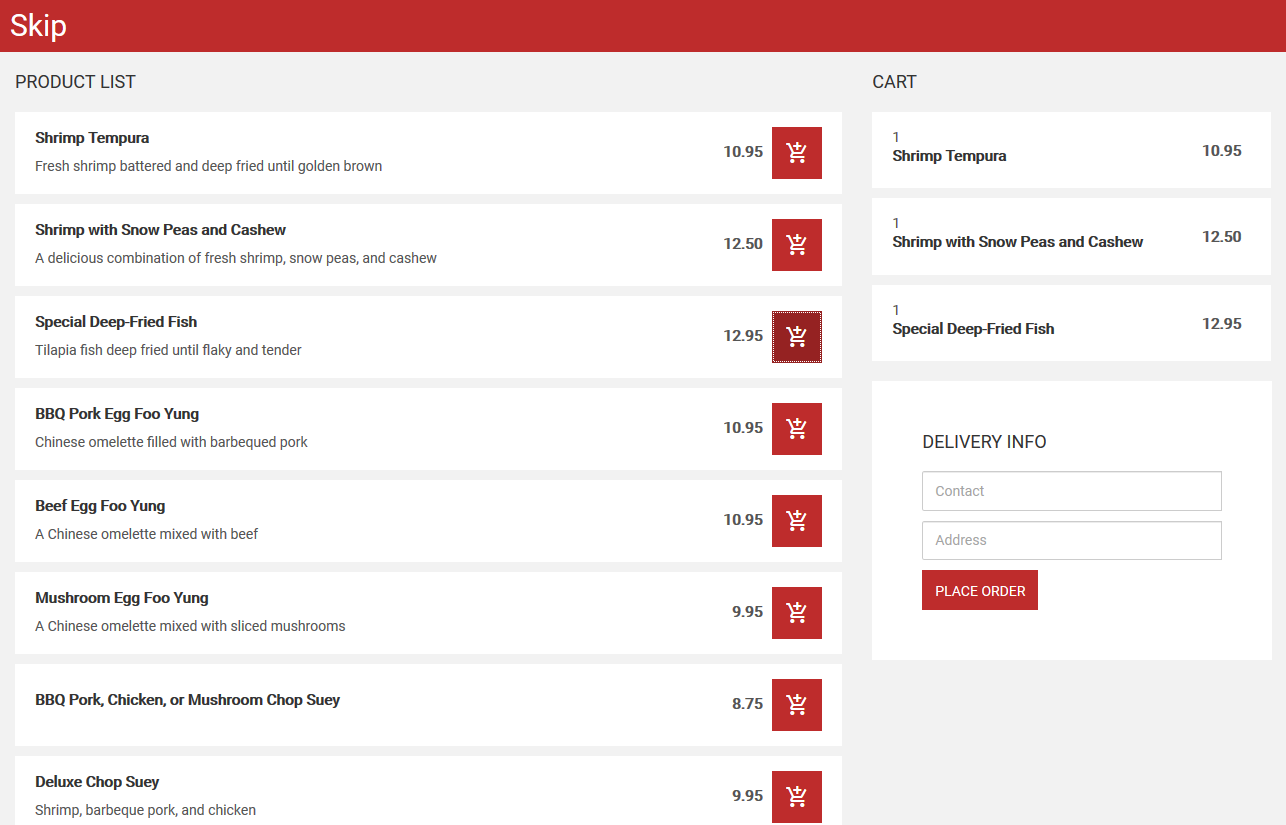 Skip
PRODUCT LIST
Shrimp Tempura
Fresh shrimp battered and deep fried until golden brown
10.95
Shrimp with Snow Peas and Cashew
A delicious combination of fresh shrimp, snow peas, and cashew
12.50
Special Deep-Fried Fish
Tilapia fish deep fried until flaky and tender
12.95
BBQ Pork Egg Foo Yung
Chinese omelette filled with barbequed pork
10.95
Beef Egg Foo Yung
A Chinese omelette mixed with beef
10.95
Mushroom Egg Foo Yung
A Chinese omelette mixed with sliced mushrooms
9.95
BBQ Pork, Chicken, or Mushroom Chop Suey
8.75
Deluxe Chop Suey
Shrimp, barbeque pork, and chicken
9.95
CART
1
Shrimp Tempura
10.95
1
Shrimp with Snow Peas and Cashew
12.50
1
Special Deep-Fried Fish
12.95
DELIVERY INFO
Contact
Address
PLACE ORDER